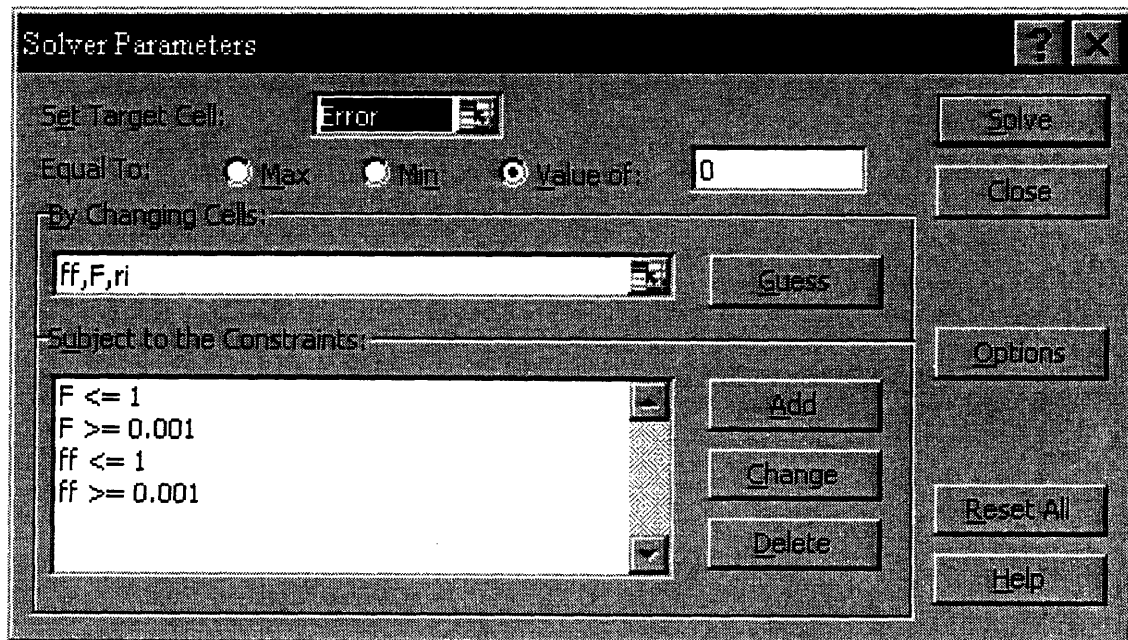 Solver Parameters
Set Target Cell: Error Solve
Equal To: Max Min Value of: 0 Close
By Changing Cells:
ff,F,ri Guess
Subject to the Constraints: Options
F <= 1 Add
F >= 0.001
ff <= 1 Change
ff >= 0.001 Reset All
Delete
Help